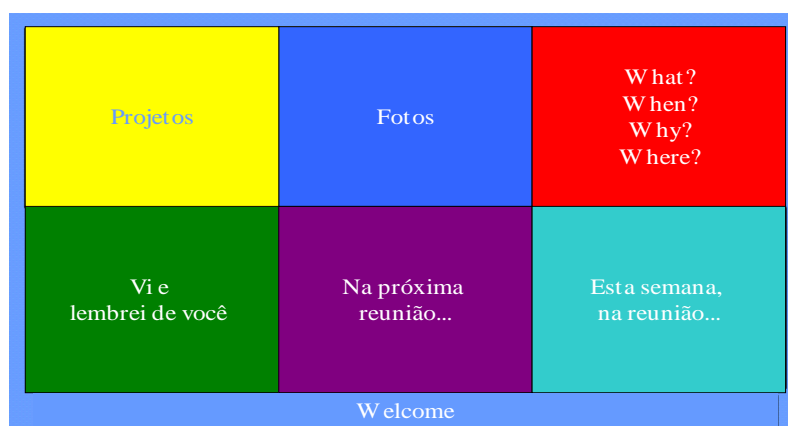 Projetos
Fotos
What?
When?
Why?
Where?
Vi e
lembrei de você
Na próxima
reunião...
Esta semana,
na reunião...
Welcome